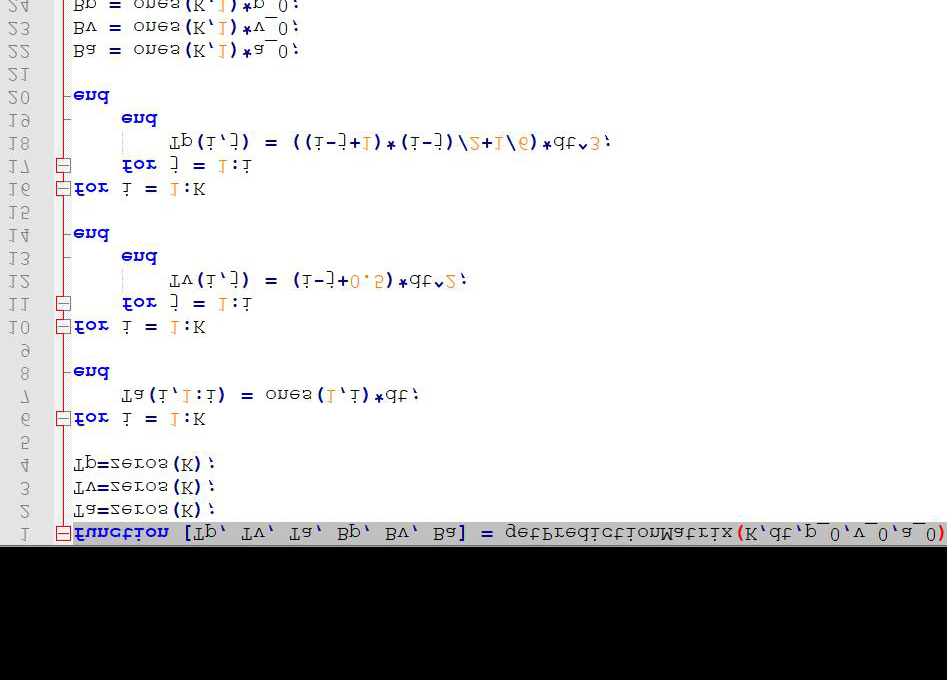 1 function [Tp, Tv, Ta, Bp, Bv, Ba] = getPredictionMatrix(K,dt,p_0,v_0,a_0)
2 Ta=zeros(K);
3 Tv=zeros(K);
4 Tp=zeros(K);
5
6 for i = 1:K
7 Ta(i,1:i) = ones(1,i)*dt;
8 end
9
10 for i = 1:K
11 for j = 1:i
12 Tv(i,j) = (i-j+0.5)*dt^2;
13 end
14 end
15
16 for i = 1:K
17 for j = 1:i
18 Tp(i,j) = ((i-j+1)*(i-j)/2+1/6)*dt^3;
19 end
20 end
21
22 Ba = ones(K,1)*a_0;
23 Bv = ones(K,1)*v_0;
24 Bp = ones(K,1)*p_0;